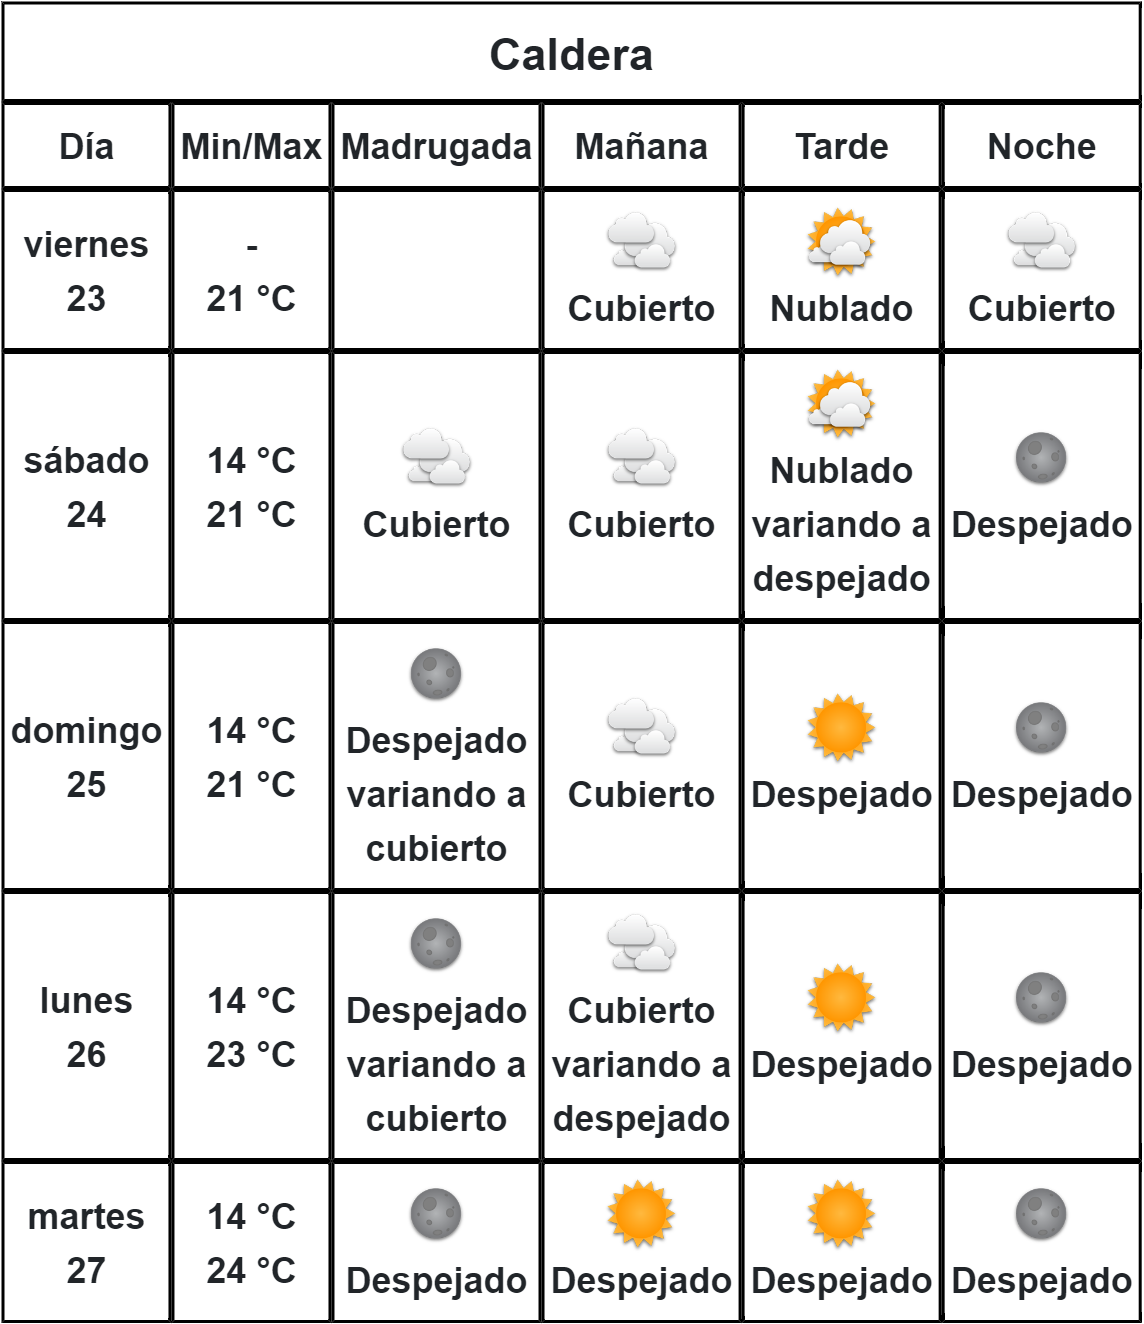 Caldera
Día Min/Max Madrugada Mañana Tarde Noche
viernes
23
-
21 °C
Cubierto
Nublado
Cubierto
sábado
24
14 °C
21 °C
Cubierto
Cubierto
Nublado
variando a
despejado
Despejado
domingo
25
14 °C
21 °C
Despejado
variando a
cubierto
Cubierto
Despejado
Despejado
lunes
26
14 °C
23 °C
Despejado
variando a
cubierto
Cubierto
variando a
despejado
Despejado
Despejado
martes
27
14 °C
24 °C
Despejado
Despejado
Despejado
Despejado